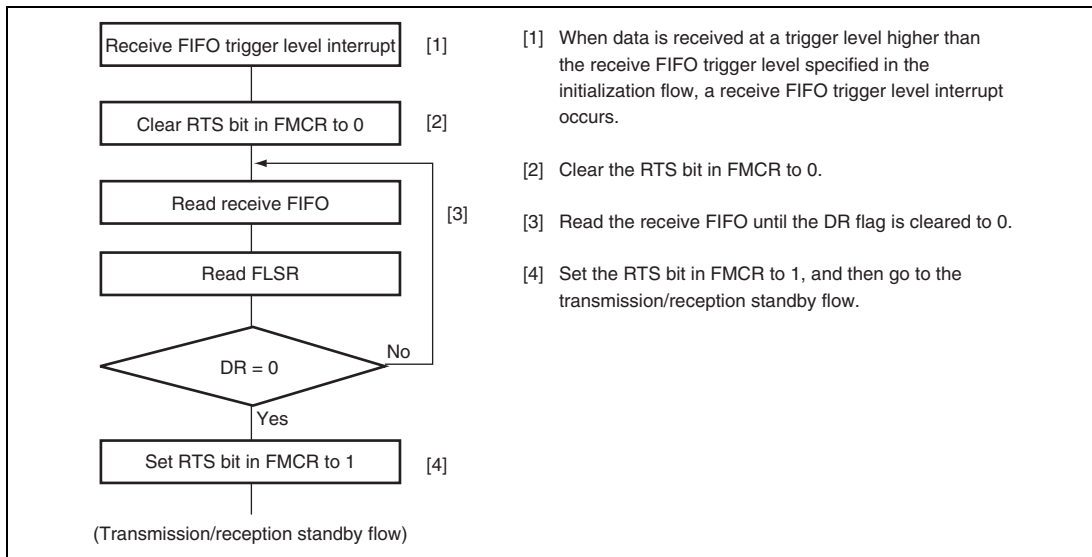 Receive FIFO trigger level interrupt
[1]
Clear RTS bit in FMCR to 0
[2]
Read receive FIFO
[3]
Read FLSR
DR = 0
No
Yes
Set RTS bit in FMCR to 1
[4]
(Transmission/reception standby flow)
[1] When data is received at a trigger level higher than
the receive FIFO trigger level specified in the
initialization flow, a receive FIFO trigger level interrupt
occurs.
[2] Clear the RTS bit in FMCR to 0.
[3] Read the receive FIFO until the DR flag is cleared to 0.
[4] Set the RTS bit in FMCR to 1, and then go to the
transmission/reception standby flow.